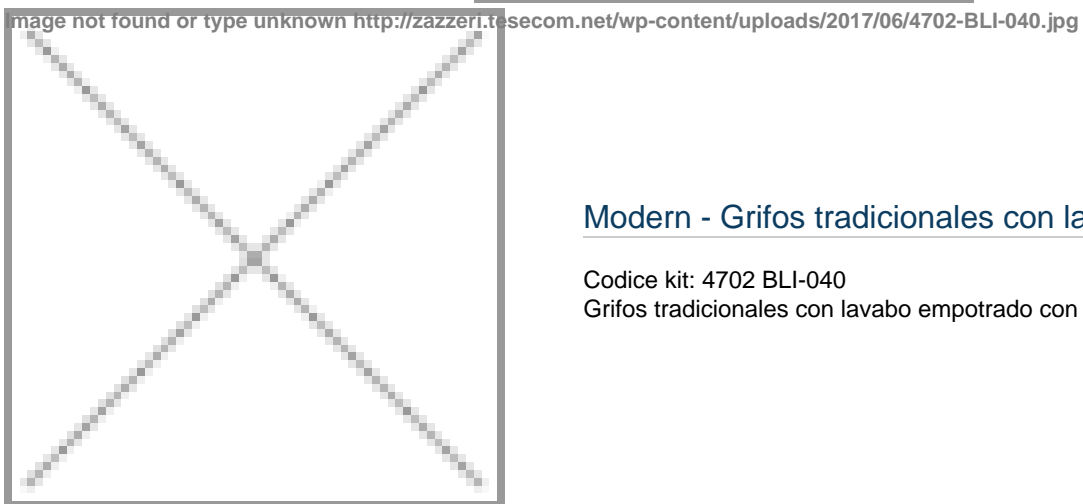 Image not found or type unknown http://zazzeri.tesecom.net/wp-content/uploads/2017/06/4702-BLI-040.jpg
Modern - Grifos tradicionales con la
Codice kit: 4702 BLI-040
Grifos tradicionales con lavabo empotrado con